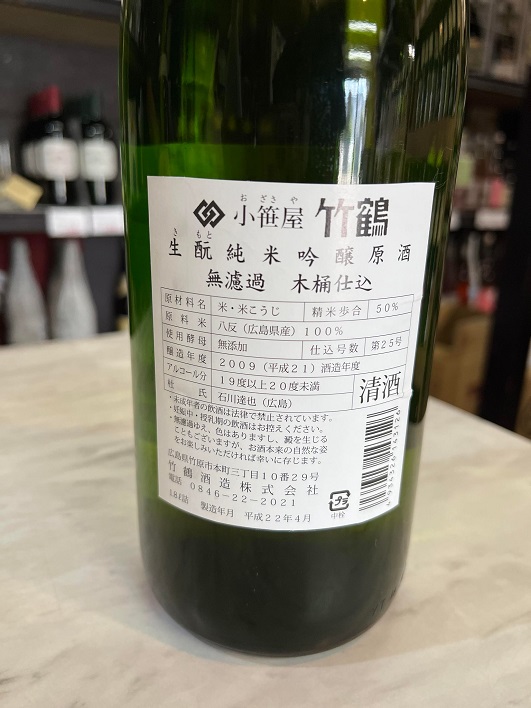 おざさや
小笹屋 竹鶴
きもと
生酛純米吟醸原酒
無濾過 木桶仕込
原材料名 米・米こうじ 精米歩合 50%
原料米 八反(広島県産)100%
使用酵母 無添加 仕込号数 第25号
醸造年度 2009(平成21)酒造年度
アルコール分 19度以上20度未満
杜氏 石川達也(広島)
清酒
・未成年者の飲酒は法律で禁止されています。
・妊娠中・授乳期の飲酒はお控えください。
・無濾過ゆえ、色はありますし、澱を生じる
こともございますが、お酒本来の自然な姿
をお楽しみいただければ幸いに存じます。
広島県竹原市本町三丁目10番29号
竹鶴酒造株式会社
電話 0846-22-2021
1.8ℓ詰 製造年月 平成22年4月
プラ
中栓